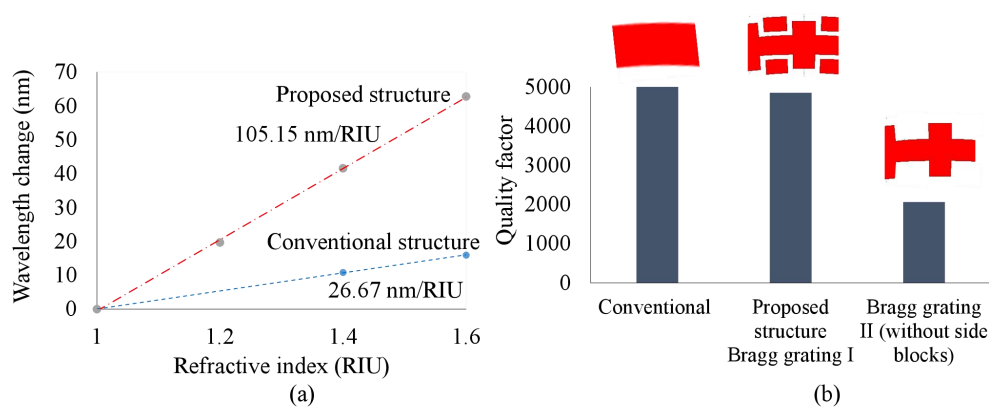 70
60
50
40
30
20
10
0
Wavelength change (nm)
Proposed structure
105.15 nm/RIU
Conventional structure
26.67 nm/RIU
1
1.2
1.4
1.6
Refractive index (RIU)
(a)
5000
4000
3000
2000
1000
0
Quality factor
Conventional
Proposed
structure
Bragg grating I
Bragg grating
II (without side
blocks)
(b)